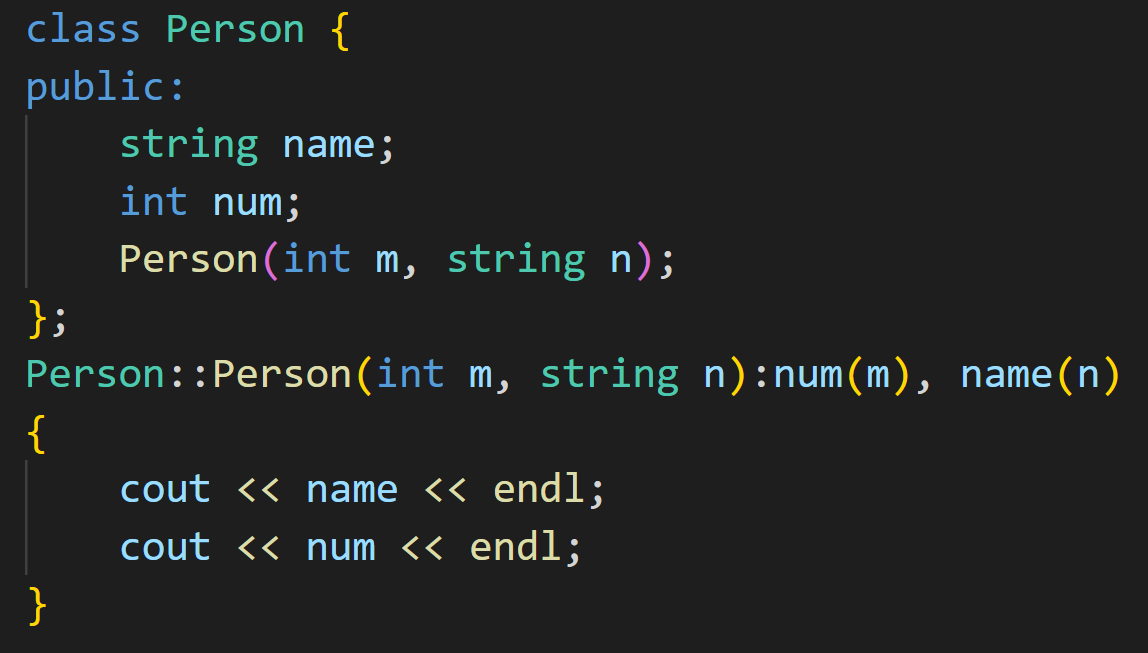 class Person {
public:
    string name;
    int num;
    Person(int m, string n);
};
Person::Person(int m, string n):num(m), name(n)
{
    cout << name << endl;
    cout << num << endl;
}